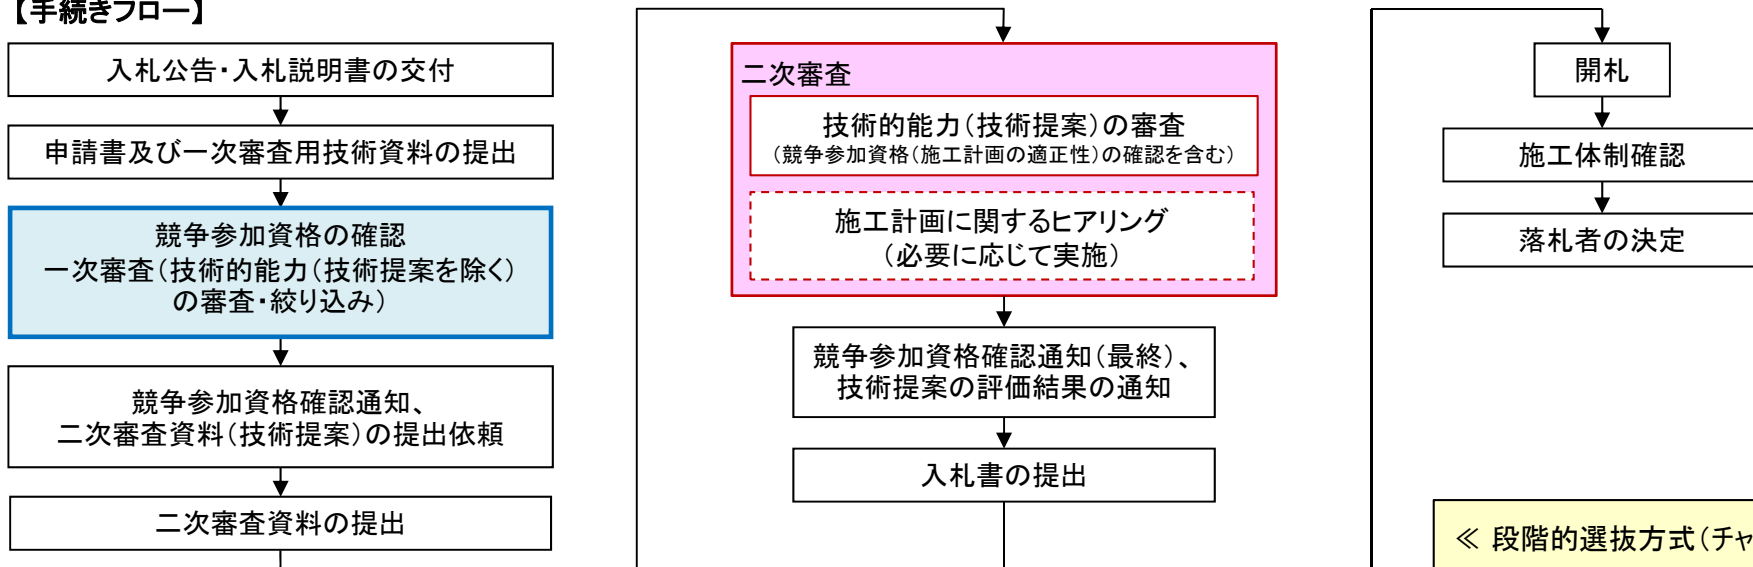 【手続きフロー】
入札公告・入札説明書の交付
申請書及び一次審査用技術資料の提出
競争参加資格の確認
一次審査（技術的能力（技術提案を除く）
の審査・絞り込み）
競争参加資格確認通知、
二次審査資料（技術提案）の提出依頼
二次審査資料の提出
二次審査
技術的能力（技術提案）の審査
（競争参加資格（施工計画の適正性）の確認を含む）
施工計画に関するヒアリング
（必要に応じて実施）
競争参加資格確認通知（最終）、
技術提案の評価結果の通知
入札書の提出
開札
施工体制確認
落札者の決定
≪ 段階的選抜方式（チャ